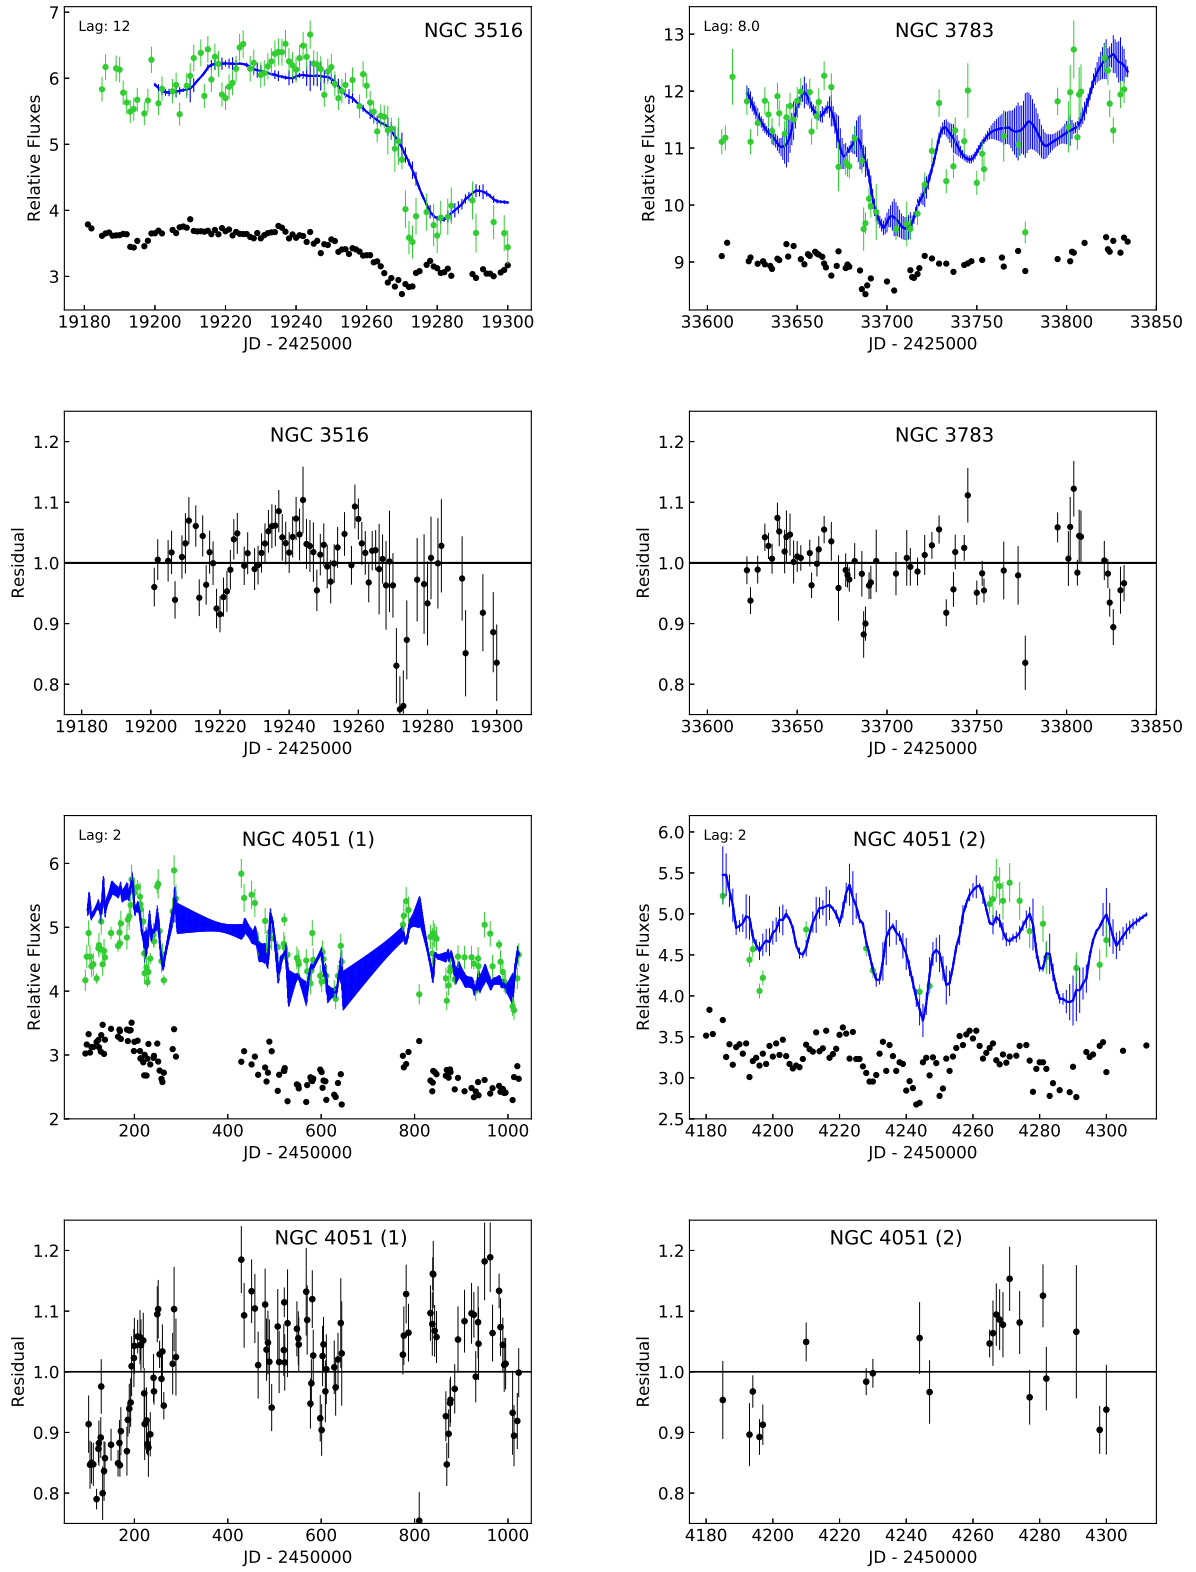 Lag: 12
NGC 3516
7
6
5
4
3
Relative Fluxes
19180 19200 19220 19240 19260 19280 19300
JD - 2425000
Lag: 8.0
NGC 3783
13
12
11
10
9
Relative Fluxes
33600 33650 33700 33750 33800 33850
JD - 2425000
NGC 3516
1.2
1.1
1.0
0.9
0.8
Residual
19180 19200 19220 19240 19260 19280 19300
JD - 2425000
NGC 3783
1.2
1.1
1.0
0.9
0.8
Residual
33600 33650 33700 33750 33800 33850
JD - 2425000
Lag: 2
NGC 4051 (1)
6
5
4
3
2
Relative Fluxes
200 400 600 800 1000
JD - 2450000
Lag: 2
NGC 4051 (2)
6.0
5.5
5.0
4.5
4.0
3.5
3.0
2.5
Relative Fluxes
4180 4200 4220 4240 4260 4280 4300
JD - 2450000
NGC 4051 (1)
1.2
1.1
1.0
0.9
0.8
Residual
200 400 600 800 1000
JD - 2450000
NGC 4051 (2)
1.2
1.1
1.0
0.9
0.8
Residual
4180 4200 4220 4240 4260 4280 4300
JD - 2450000